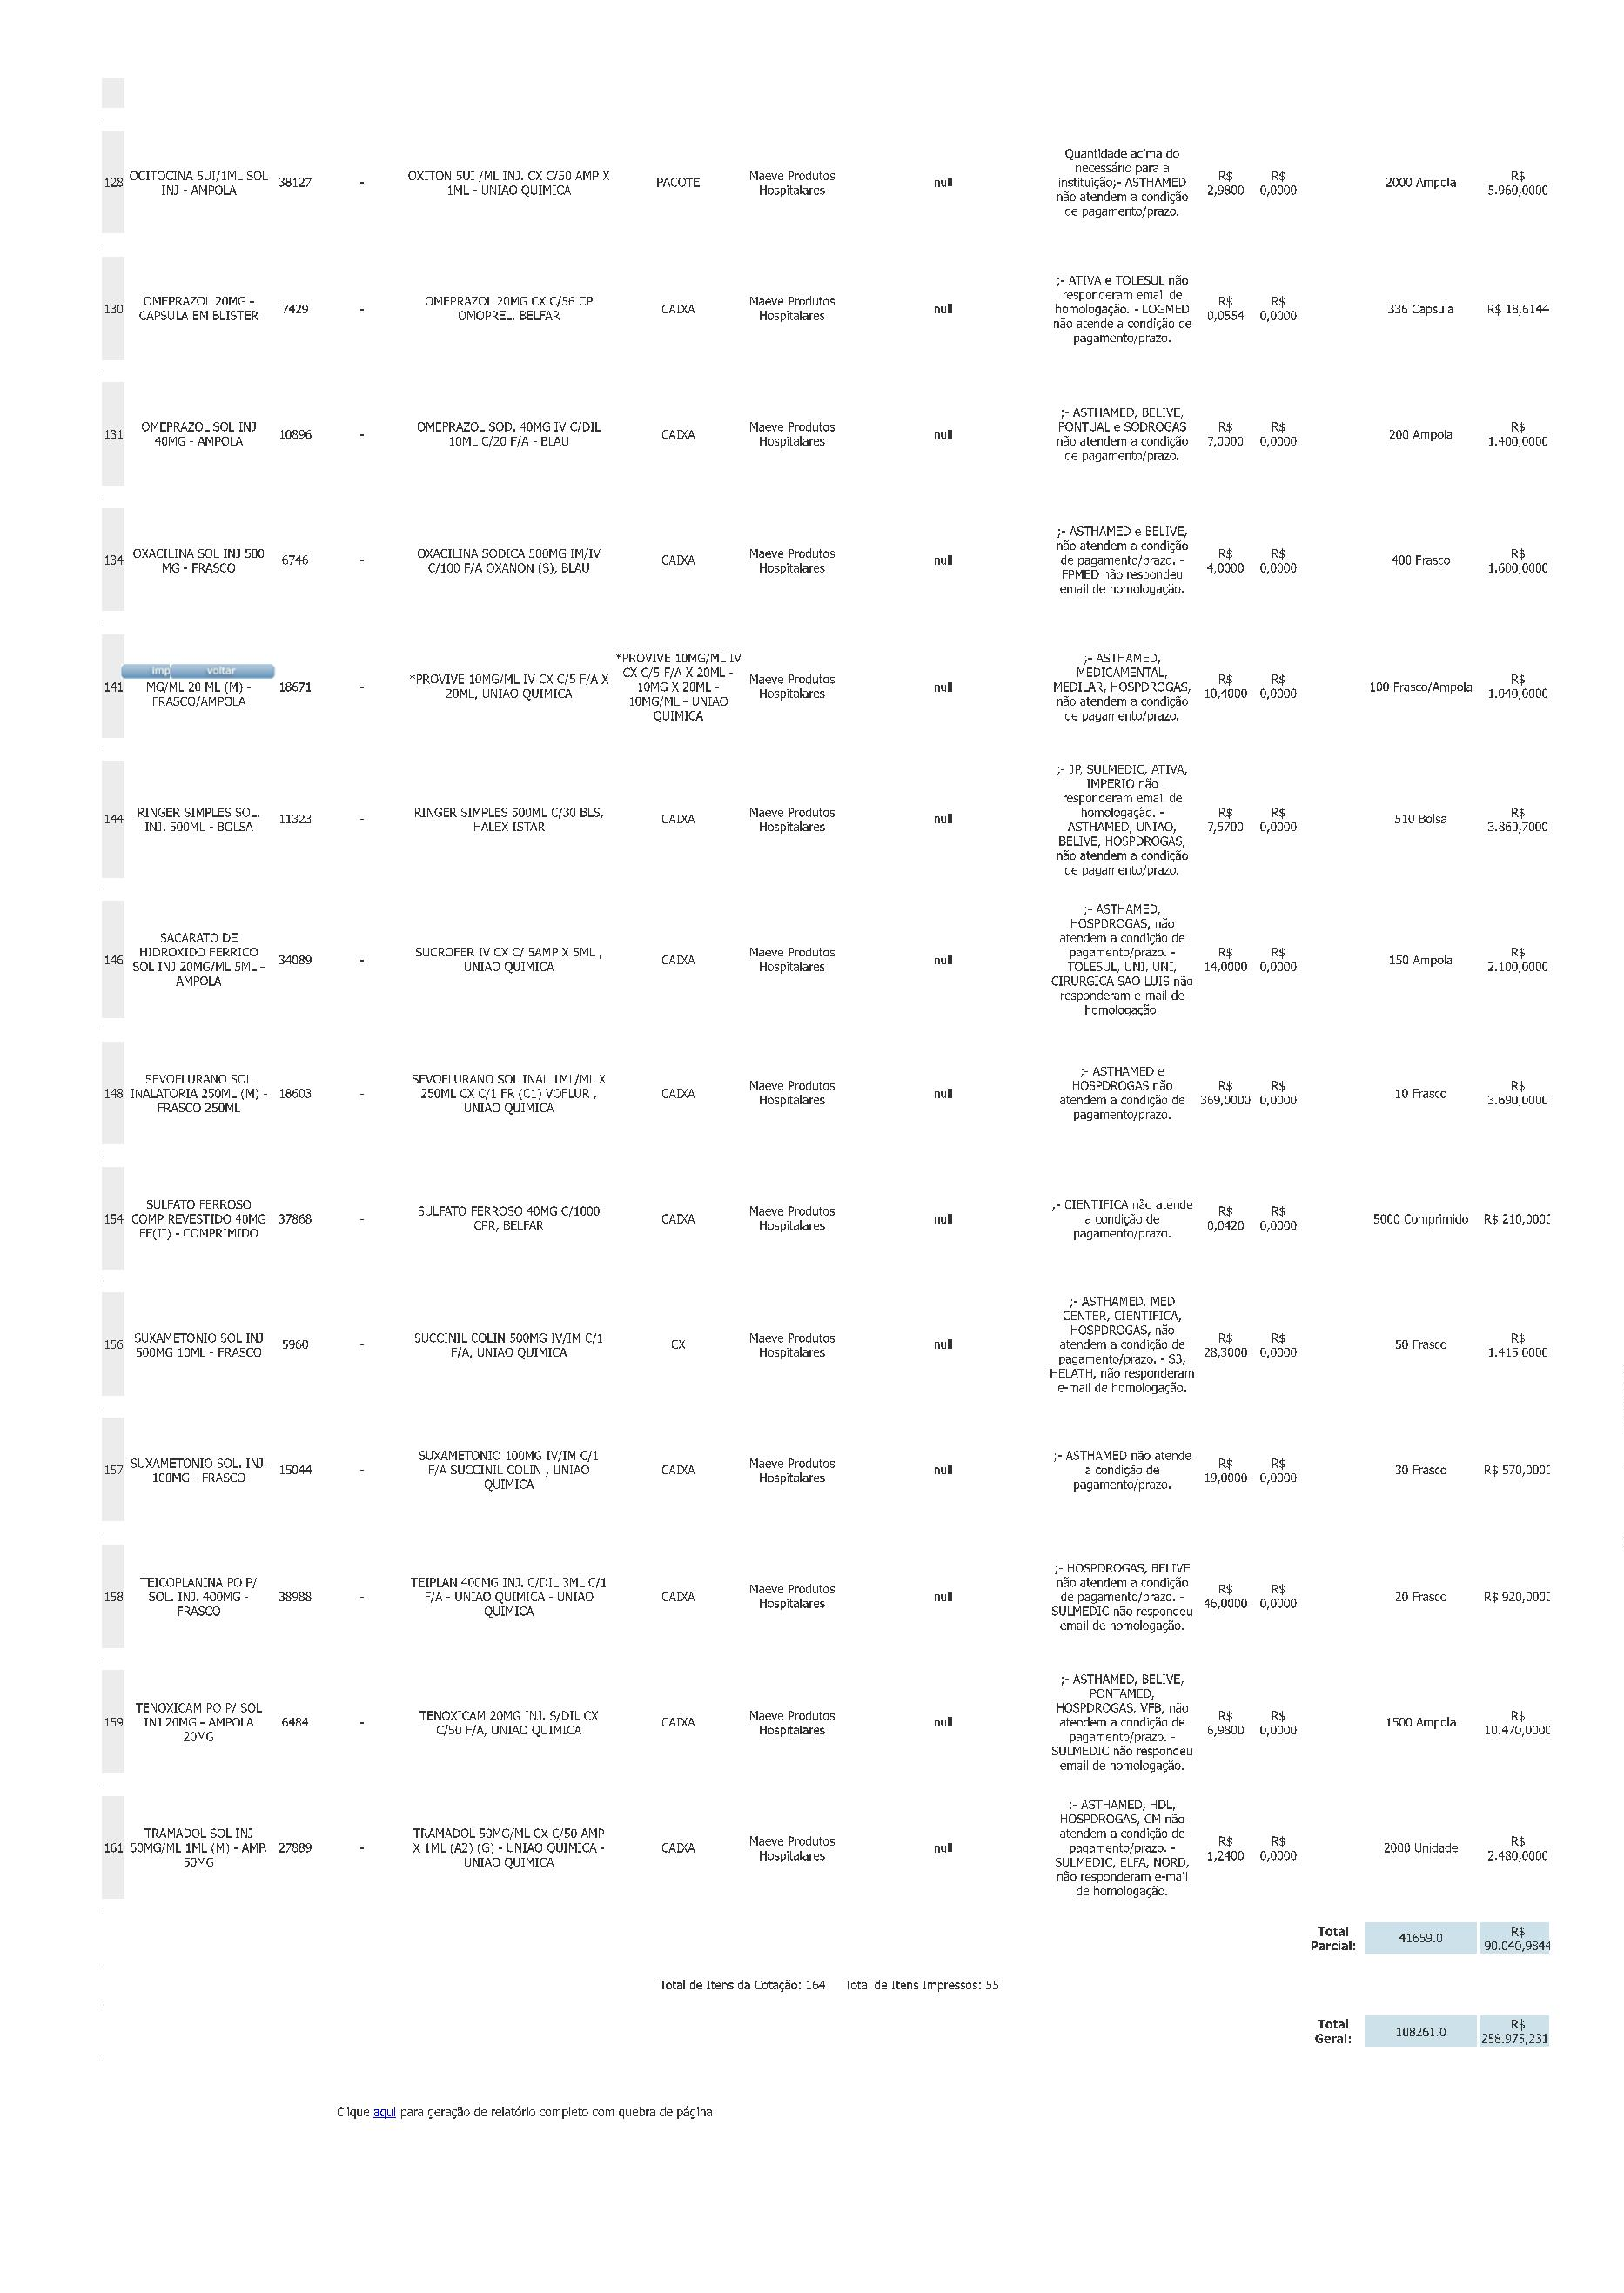 Quantidade acima do
necessário para a
instituição;- ASTHAMED
não atendem a condição
de pagamento/prazo.
128 OCITOCINA 5UI/1ML SOL
INJ - AMPOLA
38127
-
OXITON 5UI /ML INJ. CX C/50 AMP X
1ML - UNIAO QUIMICA
PACOTE
Maeve Produtos
Hospitalares
null
R$
2,9800
R$
0,0000
2000 Ampola
R$
5.960,0000
130
OMEPRAZOL 20MG -
CAPSULA EM BLISTER
7429
-
OMEPRAZOL 20MG CX C/56 CP
OMOPREL, BELFAR
CAIXA
Maeve Produtos
Hospitalares
null
;- ATIVA e TOLESUL não
responderam email de
homologação. - LOGMED
não atende a condição de
pagamento/prazo.
R$
0,0554
R$
0,0000
336 Capsula
R$ 18,6144
131
OMEPRAZOL SOL INJ
40MG - AMPOLA
10896
-
OMEPRAZOL SOD. 40MG IV C/DIL
10ML C/20 F/A - BLAU
CAIXA
Maeve Produtos
Hospitalares
null
;- ASTHAMED, BELIVE,
PONTUAL e SODROGAS
não atendem a condição
de pagamento/prazo.
R$
7,0000
R$
0,0000
200 Ampola
R$
1.400,0000
134
OXACILINA SOL INJ 500
MG - FRASCO
6746
-
OXACILINA SODICA 500MG IM/IV
C/100 F/A OXANON (S), BLAU
CAIXA
Maeve Produtos
Hospitalares
null
;- ASTHAMED e BELIVE,
não atendem a condição
de pagamento/prazo. -
FPMED não respondeu
email de homologação.
R$
4,0000
R$
0,0000
400 Frasco
R$
1.600,0000
imp voltar
141
MG/ML 20 ML (M) -
FRASCO/AMPOLA
18671
-
*PROVIVE 10MG/ML IV CX C/5 F/A X
20ML, UNIAO QUIMICA
*PROVIVE 10MG/ML IV
CX C/5 F/A X 20ML -
10MG X 20ML -
10MG/ML - UNIAO
QUIMICA
Maeve Produtos
Hospitalares
null
;- ASTHAMED,
MEDICAMENTAL,
MEDILAR, HOSPDROGAS,
não atendem a condição
de pagamento/prazo.
R$
10,4000
R$
0,0000
100 Frasco/Ampola
R$
1.040,0000
144
RINGER SIMPLES SOL.
INJ. 500ML - BOLSA
11323
-
RINGER SIMPLES 500ML C/30 BLS,
HALEX ISTAR
CAIXA
Maeve Produtos
Hospitalares
null
;- JP, SULMEDIC, ATIVA,
IMPERIO não
responderam email de
homologação. -
ASTHAMED, UNIAO,
BELIVE, HOSPDROGAS,
não atendem a condição
de pagamento/prazo.
R$
7,5700
R$
0,0000
510 Bolsa
R$
3.860,7000
146
SACARATO DE
HIDROXIDO FERRICO
SOL INJ 20MG/ML 5ML -
AMPOLA
34089
-
SUCROFER IV CX C/ 5AMP X 5ML ,
UNIAO QUIMICA
CAIXA
Maeve Produtos
Hospitalares
null
;- ASTHAMED,
HOSPDROGAS, não
atendem a condição de
pagamento/prazo. -
TOLESUL, UNI, UNI,
CIRURGICA SAO LUIS não
responderam e-mail de
homologação.
R$
14,0000
R$
0,0000
150 Ampola
R$
2.100,0000
148
SEVOFLURANO SOL
INALATORIA 250ML (M) -
FRASCO 250ML
18603
-
SEVOFLURANO SOL INAL 1ML/ML X
250ML CX C/1 FR (C1) VOFLUR ,
UNIAO QUIMICA
CAIXA
Maeve Produtos
Hospitalares
null
;- ASTHAMED e
HOSPDROGAS não
atendem a condição de
pagamento/prazo.
R$
369,0000
R$
0,0000
10 Frasco
R$
3.690,0000
154
SULFATO FERROSO
COMP REVESTIDO 40MG
FE(II) - COMPRIMIDO
37868
-
SULFATO FERROSO 40MG C/1000
CPR, BELFAR
CAIXA
Maeve Produtos
Hospitalares
null
;- CIENTIFICA não atende
a condição de
pagamento/prazo.
R$
0,0420
R$
0,0000
5000 Comprimido
R$ 210,0000
156
SUXAMETONIO SOL INJ
500MG 10ML - FRASCO
5960
-
SUCCINIL COLIN 500MG IV/IM C/1
F/A, UNIAO QUIMICA
CX
Maeve Produtos
Hospitalares
null
;- ASTHAMED, MED
CENTER, CIENTIFICA,
HOSPDROGAS, não
atendem a condição de
pagamento/prazo. - S3,
HELATH, não responderam
e-mail de homologação.
R$
28,3000
R$
0,0000
50 Frasco
R$
1.415,0000
157
SUXAMETONIO SOL. INJ.
100MG - FRASCO
15044
-
SUXAMETONIO 100MG IV/IM C/1
F/A SUCCINIL COLIN , UNIAO
QUIMICA
CAIXA
Maeve Produtos
Hospitalares
null
;- ASTHAMED não atende
a condição de
pagamento/prazo.
R$
19,0000
R$
0,0000
30 Frasco
R$ 570,0000
158
TEICOPLANINA PO P/
SOL. INJ. 400MG -
FRASCO
38988
-
TEIPLAN 400MG INJ. C/DIL 3ML C/1
F/A - UNIAO QUIMICA - UNIAO
QUIMICA
CAIXA
Maeve Produtos
Hospitalares
null
;- HOSPDROGAS, BELIVE
não atendem a condição
de pagamento/prazo. -
SULMEDIC não respondeu
email de homologação.
R$
46,0000
R$
0,0000
20 Frasco
R$ 920,0000
159
TENOXICAM PO P/ SOL
INJ 20MG - AMPOLA
20MG
6484
-
TENOXICAM 20MG INJ. S/DIL CX
C/50 F/A, UNIAO QUIMICA
CAIXA
Maeve Produtos
Hospitalares
null
;- ASTHAMED, BELIVE,
PONTAMED,
HOSPDROGAS, VFB, não
atendem a condição de
pagamento/prazo. -
SULMEDIC não respondeu
email de homologação.
R$
6,9800
R$
0,0000
1500 Ampola
R$
10.470,0000
161
TRAMADOL SOL INJ
50MG/ML 1ML (M) - AMP.
50MG
27889
-
TRAMADOL 50MG/ML CX C/50 AMP
X 1ML (A2) (G) - UNIAO QUIMICA -
UNIAO QUIMICA
CAIXA
Maeve Produtos
Hospitalares
null
;- ASTHAMED, HDL,
HOSPDROGAS, CM não
atendem a condição de
pagamento/prazo. -
SULMEDIC, ELFA, NORD,
não responderam e-mail
de homologação.
R$
1,2400
R$
0,0000
2000 Unidade
R$
2.480,0000
Total
Parcial:
41659.0
R$
90.040,9844
Total de Itens da Cotação: 164 Total de Itens Impressos: 55
Total
Geral:
108261.0
R$
258.975,231
Clique aqui para geração de relatório completo com quebra de página